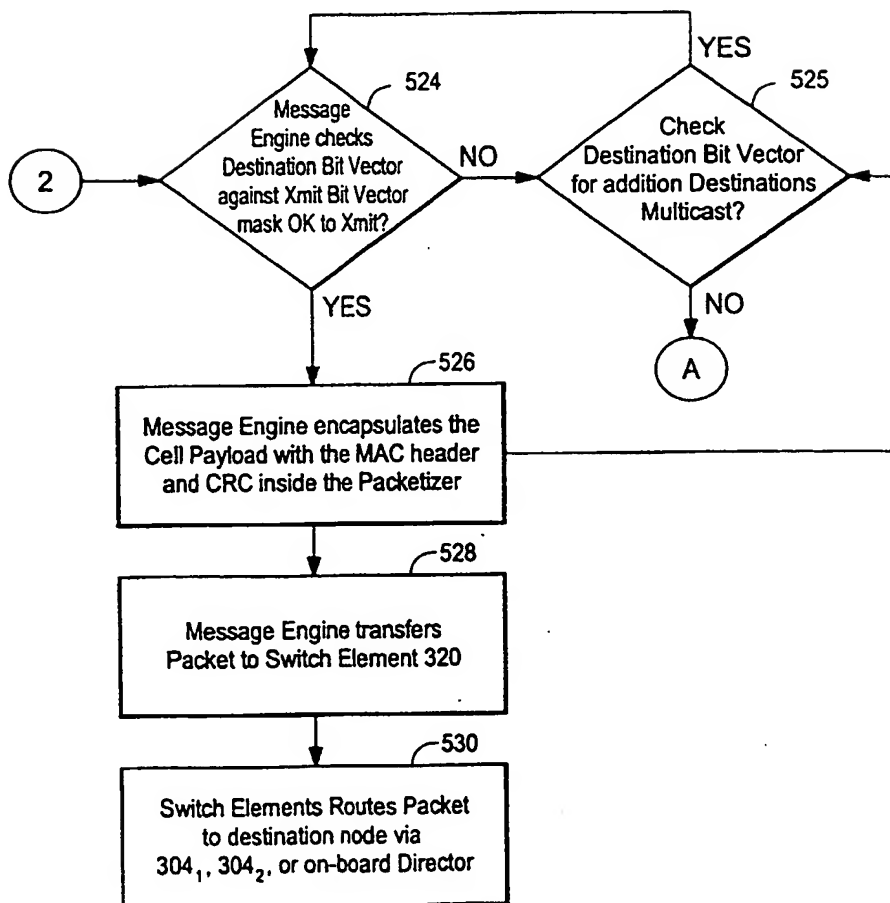 YES
524
525
Message
Engine checks
Destination Bit Vector
against Xmit Bit Vector
mask OK to Xmit?
2
NO
Check
Destination Bit Vector
for addition Destinations
Multicast?
YES
NO
A
526
Message Engine encapsulates the
Cell Payload with the MAC header
and CRC inside the Packetizer
528
Message Engine transfers
Packet to Switch Element 320
530
Switch Elements Routes Packet
to destination node via
304₁, 304₂, or on-board Director